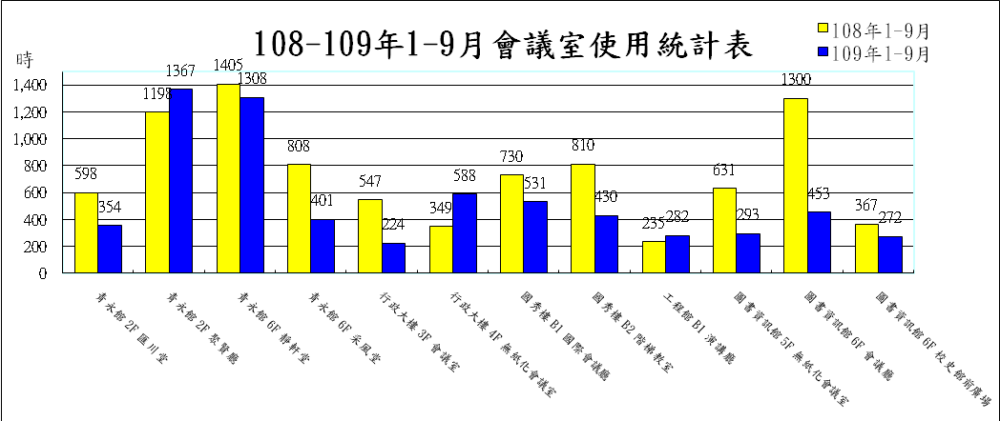 108-109年1-9月會議室使用統計表
108年1-9月
109年1-9月
時
1,400
1,200
1,000
800
600
400
200
0
598
354
1198
1367
1405
1308
808
401
547
224
349
588
730
531
810
430
235
282
631
293
1300
453
367
272
青永館 2F 匯川堂
青永館 2F 聚賢廳
青永館 6F 靜軒堂
青永館 6F 采風堂
行政大樓 3F 會議室
行政大樓 4F 無紙化會議室
國秀樓 B1 國際會議廳
國秀樓 B2 階梯教室
工程館 B1 演講廳
圖書資訊館 5F 無紙化會議室
圖書資訊館 6F 會議廳
圖書資訊館 6F 校史館前廣場